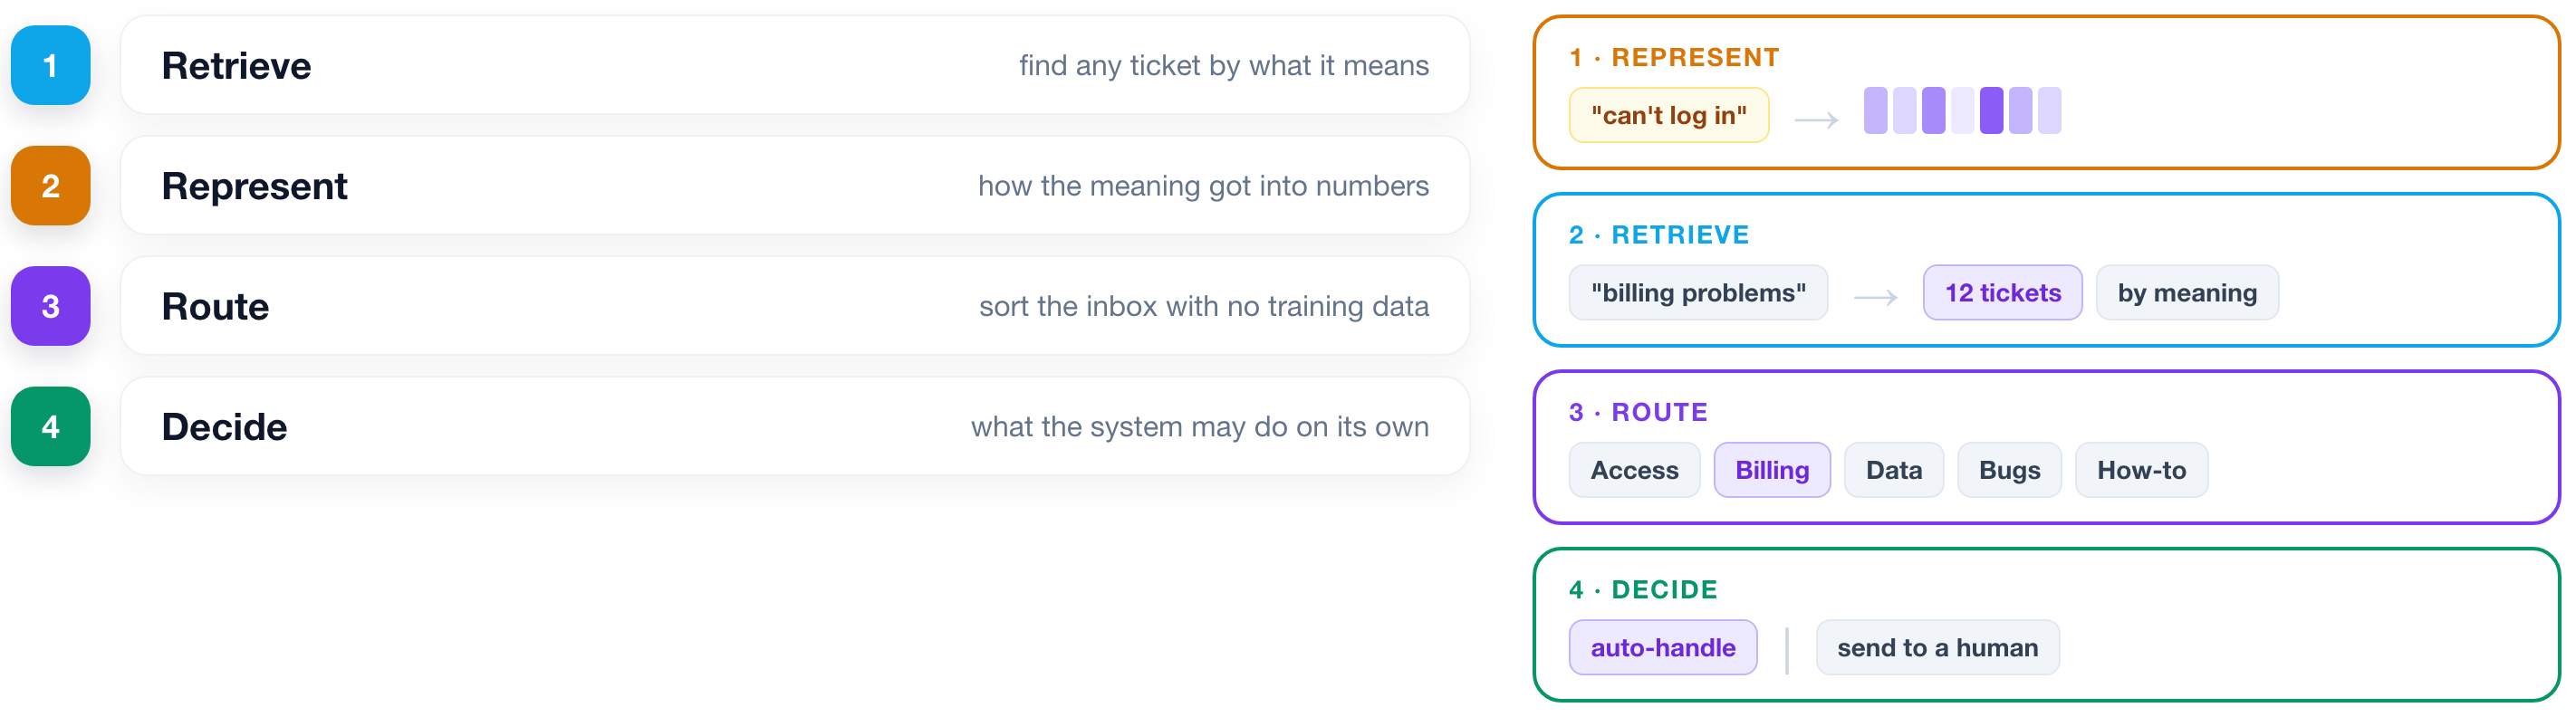 1 Retrieve find any ticket by what it means
2 Represent how the meaning got into numbers
3 Route sort the inbox with no training data
4 Decide what the system may do on its own
1 · REPRESENT
"can't log in" →
2 · RETRIEVE
"billing problems" → 12 tickets by meaning
3 · ROUTE
Access Billing Data Bugs How-to
4 · DECIDE
auto-handle | send to a human